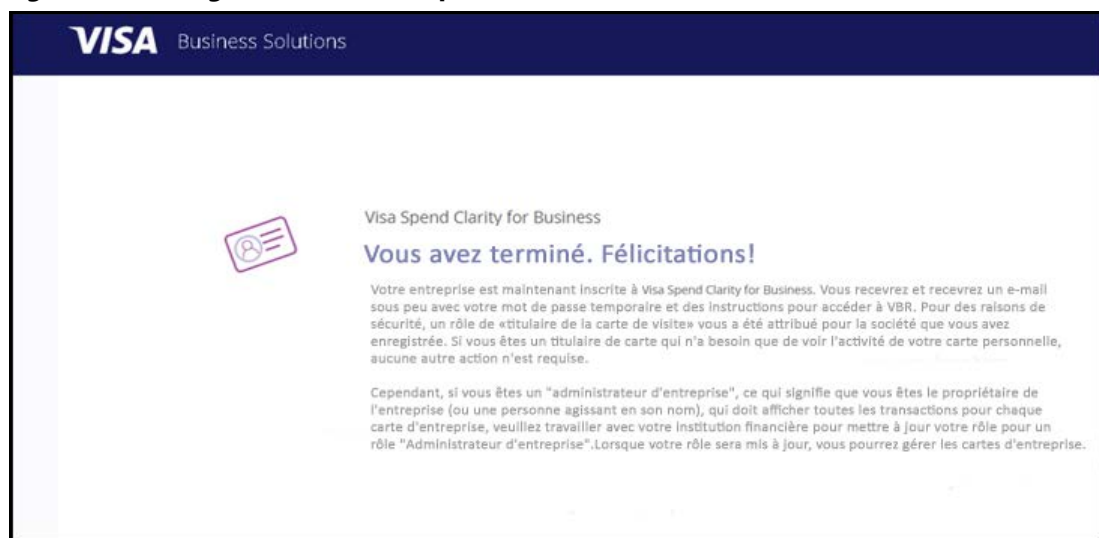 VISA Business Solutions
Visa Spend Clarity for Business
Vous avez terminé. Félicitations!
Votre entreprise est maintenant inscrite à Visa Spend Clarity for Business. Vous recevrez et recevrez un e-mail
sous peu avec votre mot de passe temporaire et des instructions pour accéder à VBR. Pour des raisons de
sécurité, un rôle de «titulaire de la carte de visite» vous a été attribué pour la société que vous avez
enregistrée. Si vous êtes un titulaire de carte qui n'a besoin que de voir l'activité de votre carte personnelle,
aucune autre action n'est requise.
Cependant, si vous êtes un "administrateur d'entreprise", ce qui signifie que vous êtes le propriétaire de
l'entreprise (ou une personne agissant en son nom), qui doit afficher toutes les transactions pour chaque
carte d'entreprise, veuillez travailler avec votre institution financière pour mettre à jour votre rôle pour un
rôle "Administrateur d'entreprise".Lorsque votre rôle sera mis à jour, vous pourrez gérer les cartes d'entreprise.